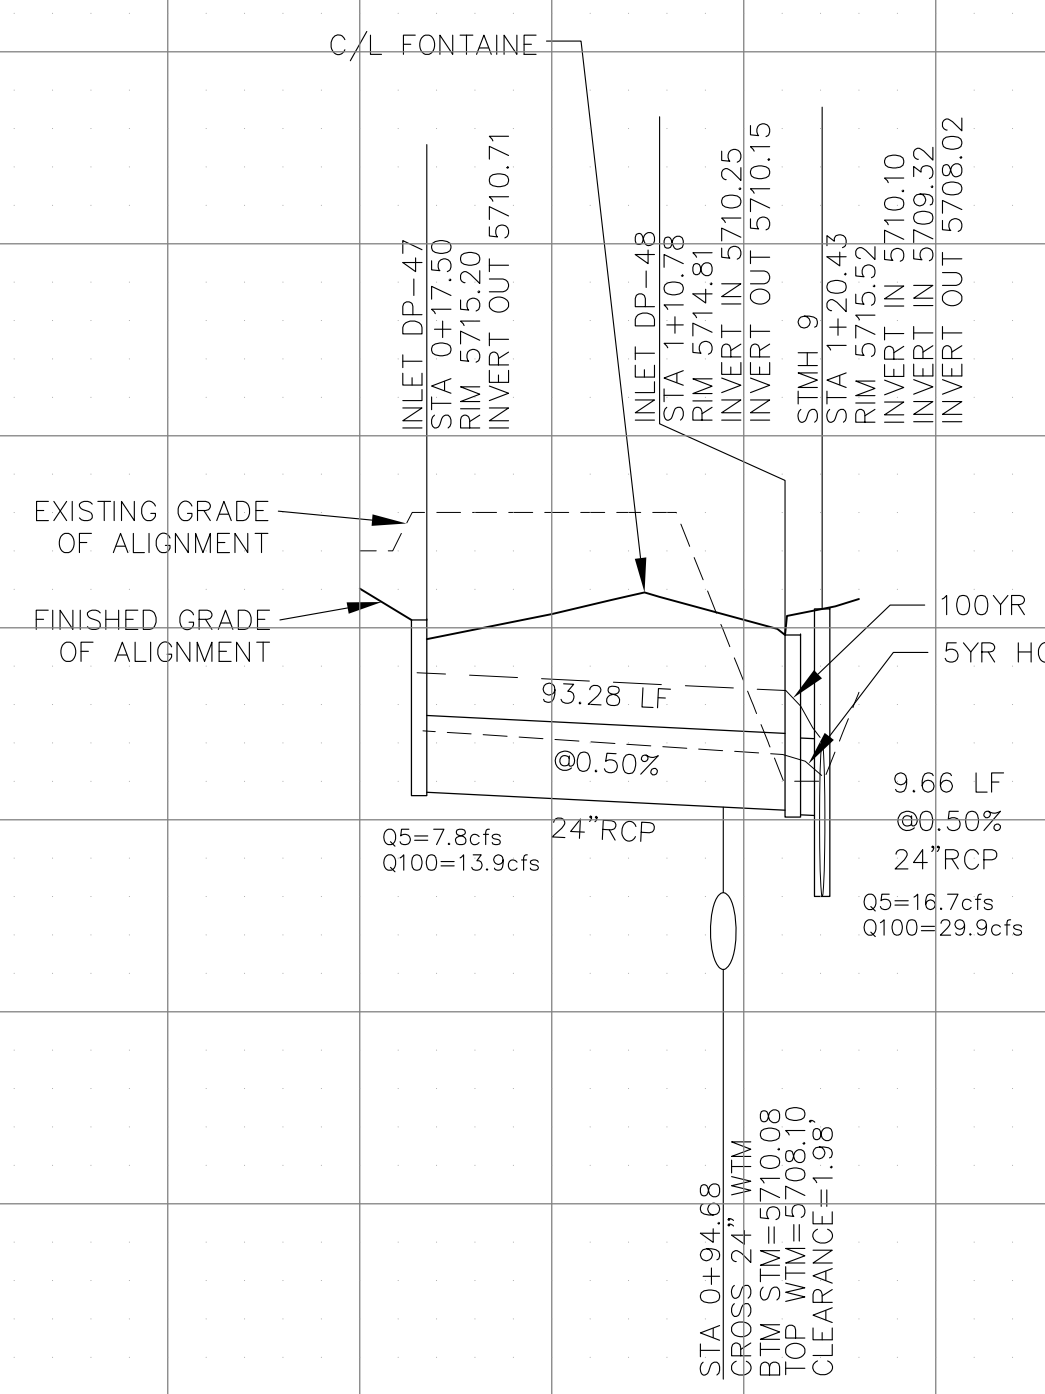 C/L FONTAINE
INLET DP-47
STA 0+17.50
RIM 5715.20
INVERT OUT 5710.71
INLET DP-48
STA 1+10.78
RIM 5714.81
INVERT IN 5710.25
INVERT OUT 5710.15
STMH 9
STA 1+20.43
RIM 5715.52
INVERT IN 5710.10
INVERT IN 5709.32
INVERT OUT 5708.02
EXISTING GRADE
OF ALIGNMENT
FINISHED GRADE
OF ALIGNMENT
100YR
5YR HG
93.28 LF
@0.50%
24"RCP
Q5=7.8cfs
Q100=13.9cfs
9.66 LF
@0.50%
24"RCP
Q5=16.7cfs
Q100=29.9cfs
STA 0+94.68
CROSS 24" WTM
BTM STM=5710.08
TOP WTM=5708.10
CLEARANCE=1.98'